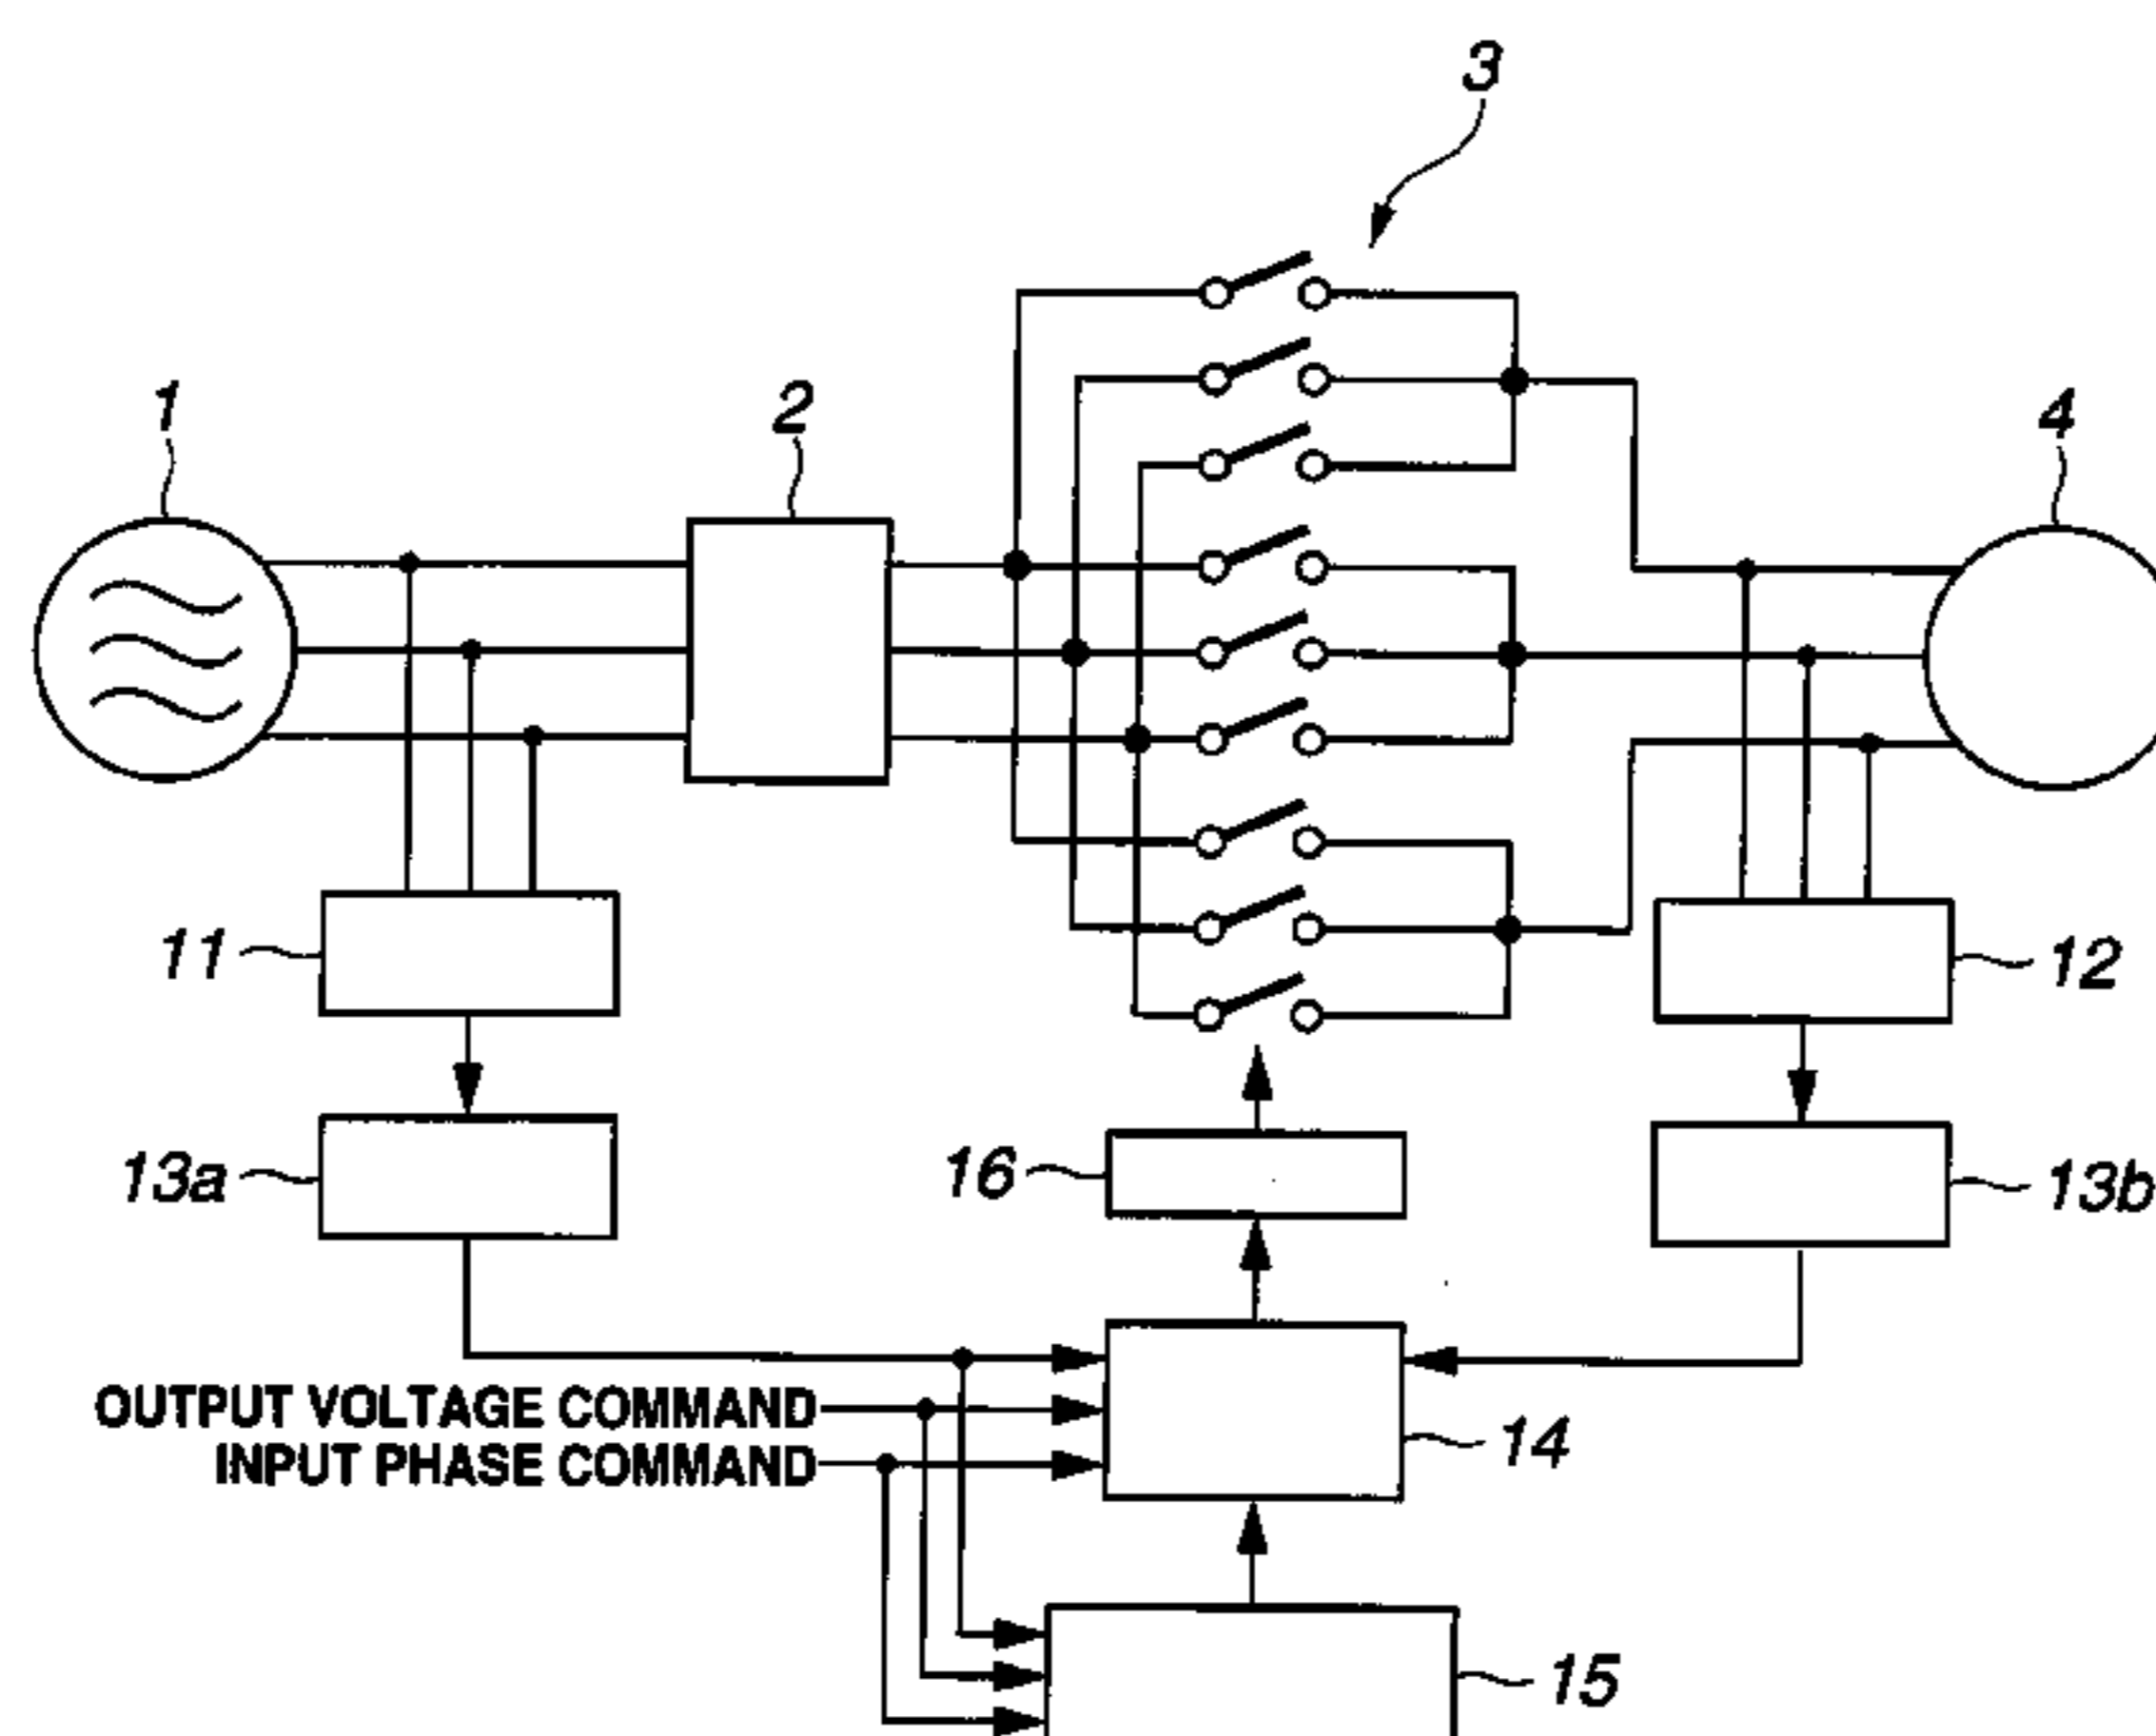 3
1
2
4
11
12
13a
16
13b
OUTPUT VOLTAGE COMMAND
INPUT PHASE COMMAND
14
15